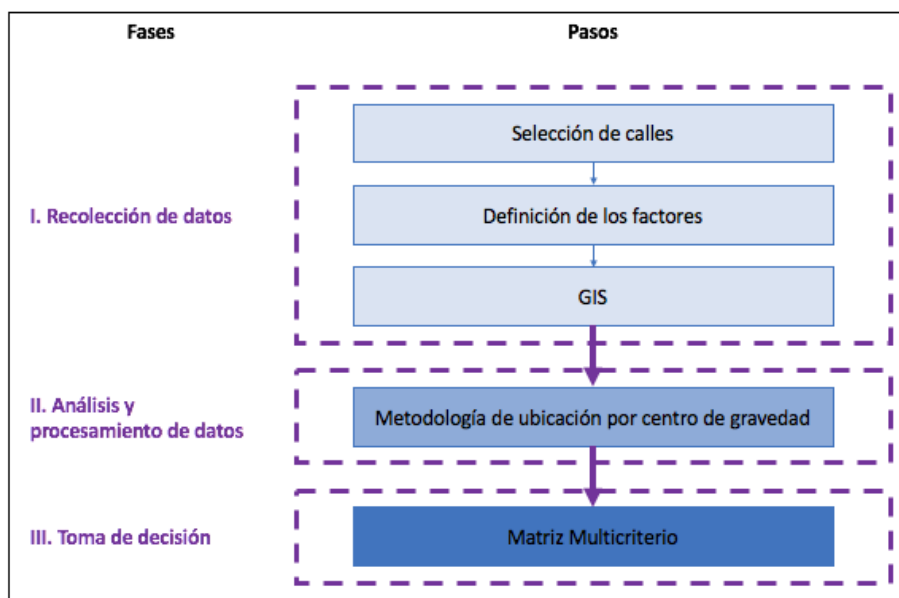 Fases
Pasos
I. Recolección de datos
Selección de calles
Definición de los factores
GIS
II. Análisis y
procesamiento de datos
Metodología de ubicación por centro de gravedad
III. Toma de decisión
Matriz Multicriterio